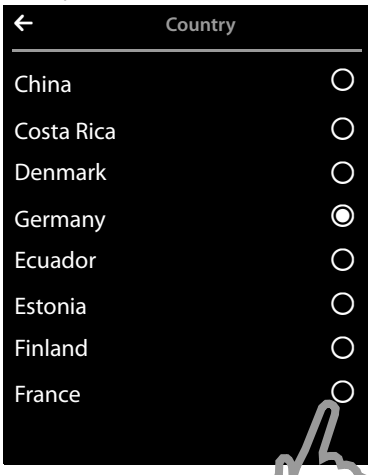 Country
China
Costa Rica
Denmark
Germany
Ecuador
Estonia
Finland
France